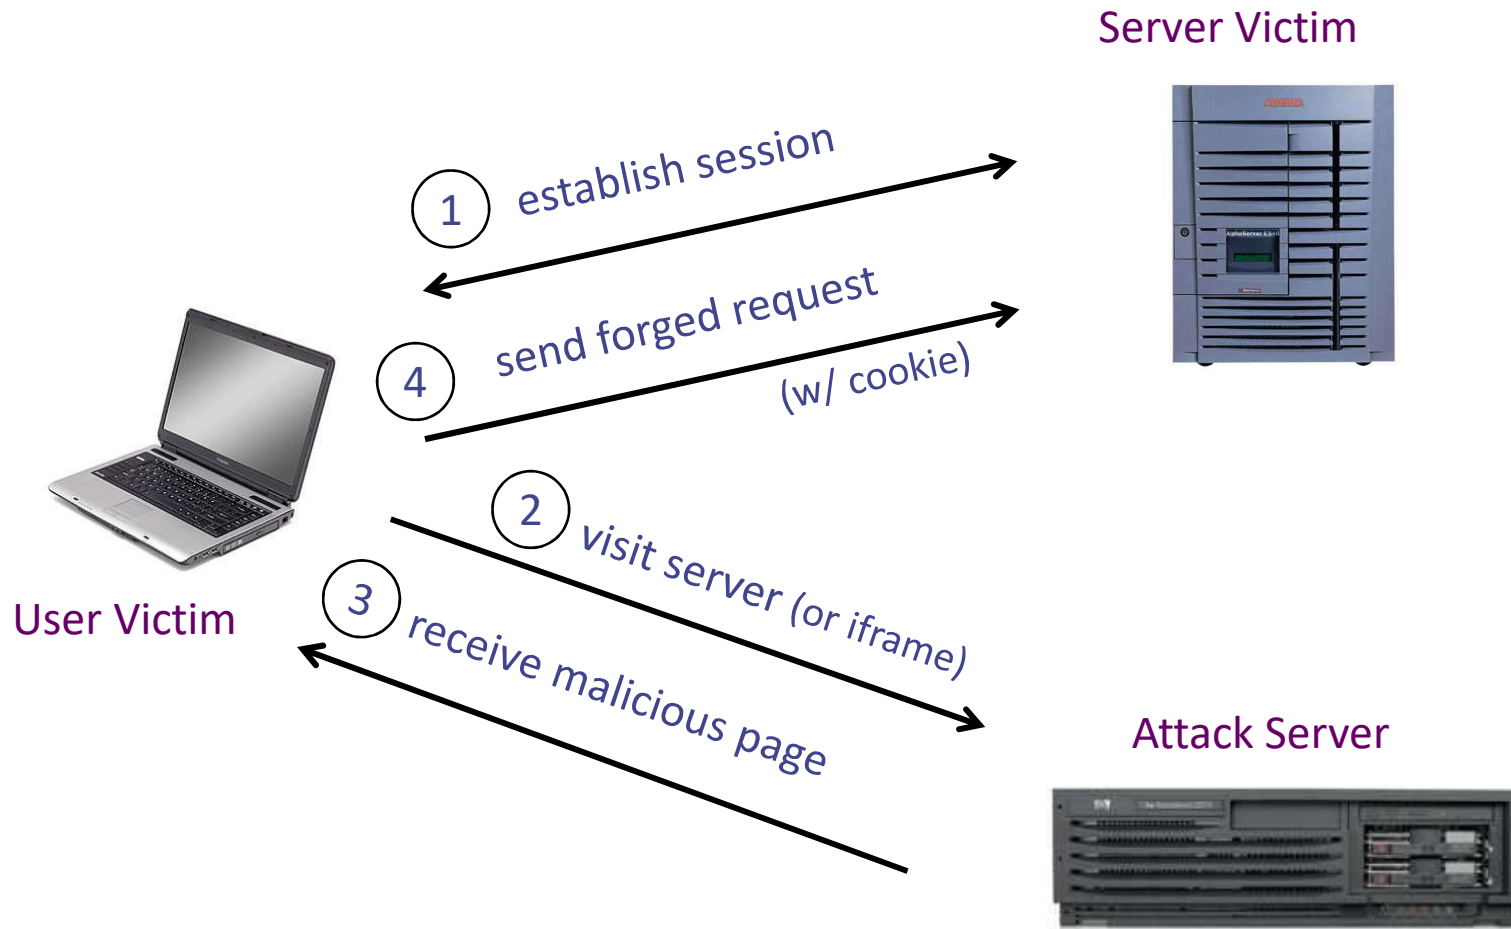 Server Victim
1
establish session
4
send forged request
(w/ cookie)
2
visit server (or iframe)
3
receive malicious page
User Victim
Attack Server